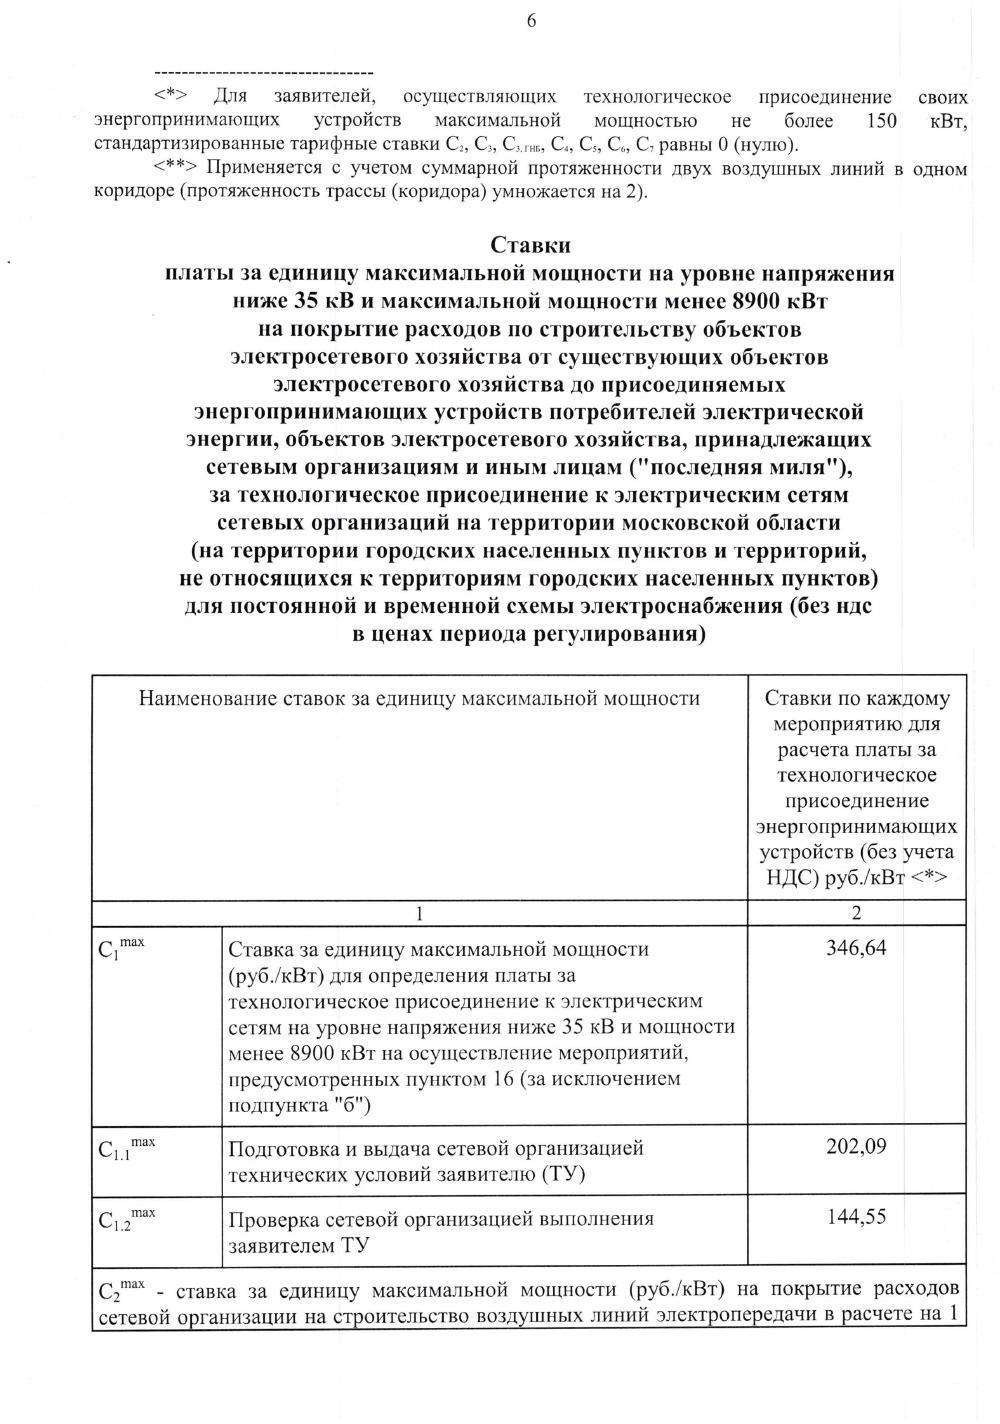 6
--------------------------------
<*> Для заявителей, осуществляющих технологическое присоединение своих
энергопринимающих устройств максимальной мощностью не более 150 кВт,
стандартизированные тарифные ставки С₂, С₃, С₃.ГНБ, С₄, С₅, С₆, С₇ равны 0 (нулю).
<**> Применяется с учетом суммарной протяженности двух воздушных линий в одном
коридоре (протяженность трассы (коридора) умножается на 2).
Ставки
платы за единицу максимальной мощности на уровне напряжения
ниже 35 кВ и максимальной мощности менее 8900 кВт
на покрытие расходов по строительству объектов
электросетевого хозяйства от существующих объектов
электросетевого хозяйства до присоединяемых
энергопринимающих устройств потребителей электрической
энергии, объектов электросетевого хозяйства, принадлежащих
сетевым организациям и иным лицам ("последняя миля"),
за технологическое присоединение к электрическим сетям
сетевых организаций на территории московской области
(на территории городских населенных пунктов и территорий,
не относящихся к территориям городских населенных пунктов)
для постоянной и временной схемы электроснабжения (без ндс
в ценах периода регулирования)
Наименование ставок за единицу максимальной мощности
Ставки по каждому
мероприятию для
расчета платы за
технологическое
присоединение
энергопринимающих
устройств (без учета
НДС) руб./кВт <*>
1
2
С₁max
Ставка за единицу максимальной мощности
(руб./кВт) для определения платы за
технологическое присоединение к электрическим
сетям на уровне напряжения ниже 35 кВ и мощности
менее 8900 кВт на осуществление мероприятий,
предусмотренных пунктом 16 (за исключением
подпункта "б")
346,64
С₁.₁max
Подготовка и выдача сетевой организацией
технических условий заявителю (ТУ)
202,09
С₁.₂max
Проверка сетевой организацией выполнения
заявителем ТУ
144,55
С₂max - ставка за единицу максимальной мощности (руб./кВт) на покрытие расходов
сетевой организации на строительство воздушных линий электропередачи в расчете на 1